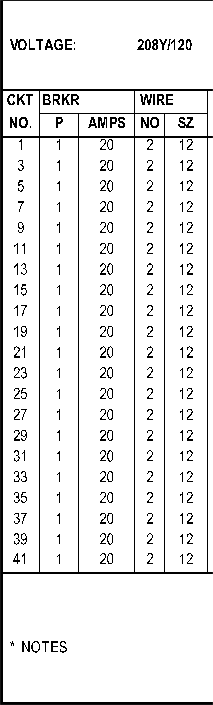 VOLTAGE: 208Y/120
CKT BRKR WIRE
NO. P AMPS NO SZ
1 1 20 2 12
3 1 20 2 12
5 1 20 2 12
7 1 20 2 12
9 1 20 2 12
11 1 20 2 12
13 1 20 2 12
15 1 20 2 12
17 1 20 2 12
19 1 20 2 12
21 1 20 2 12
23 1 20 2 12
25 1 20 2 12
27 1 20 2 12
29 1 20 2 12
31 1 20 2 12
33 1 20 2 12
35 1 20 2 12
37 1 20 2 12
39 1 20 2 12
41 1 20 2 12
* NOTES